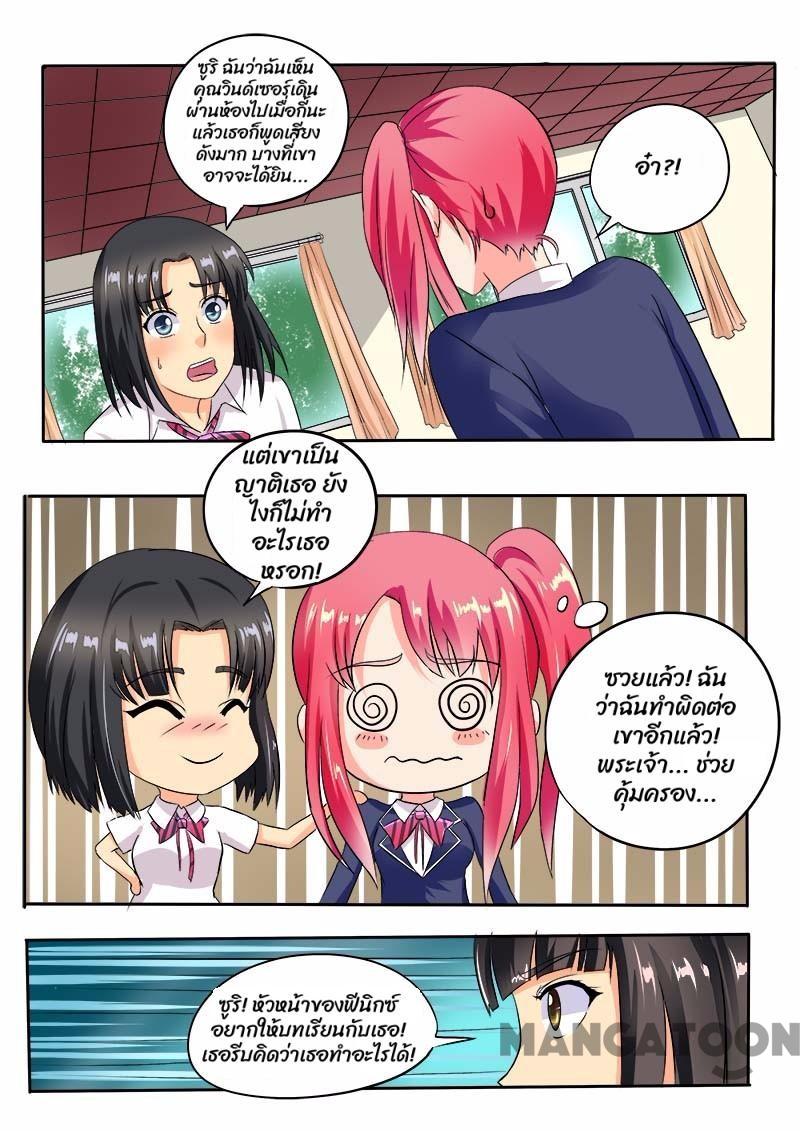 ซูริ ฉันว่าฉันเห็น
คุณวินด์เซอร์เดิน
ผ่านห้องไปเมื่อกี้นะ
แล้วเธอก็พูดเสียง
ดังมาก บางทีเขา
อาจจะได้ยิน...
อ๋า?!
แต่เขาเป็น
ญาติเธอ ยัง
ไงก็ไม่ทำ
อะไรเธอ
หรอก!
ซวยแล้ว! ฉัน
ว่าฉันทำผิดต่อ
เขาอีกแล้ว!
พระเจ้า... ช่วย
คุ้มครอง...
ซูริ! หัวหน้าของฟีนิกซ์
อยากให้บทเรียนกับเธอ!
เธอรีบคิดว่าเธอทำอะไรได้!
MANGATOON